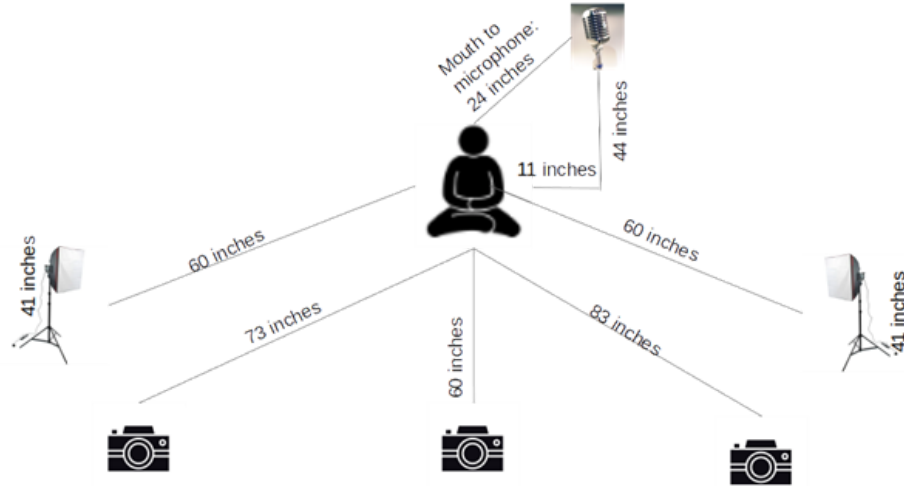 Mouth to
microphone:
24 inches
44 inches
11 inches
60 inches
60 inches
41 inches
41 inches
73 inches
83 inches
60 inches